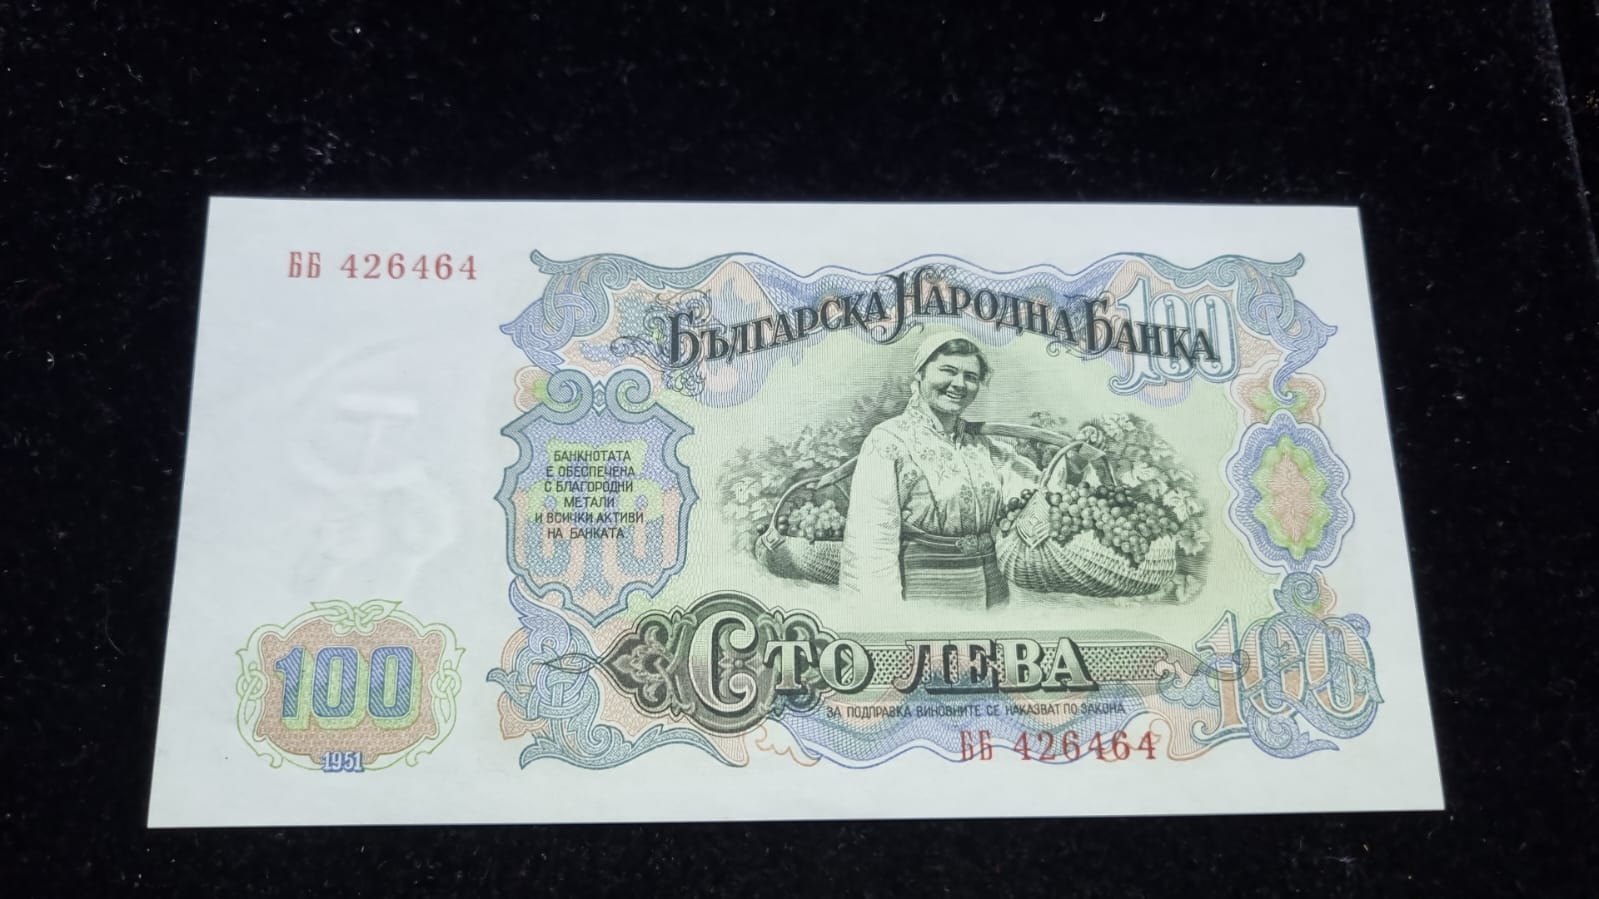 ББ 426464
БЪЛГАРСКА НАРОДНА БАНКА
100
БАНКНОТАТА
Е ОБЕСПЕЧЕНА
С БЛАГОРОДНИ
МЕТАЛИ
И ВСИЧКИ АКТИВИ
НА БАНКАТА
СТО ЛЕВА
100
100
ЗА ПОДПРАВКА ВИНОВНИТЕ СЕ НАКАЗВАТ ПО ЗАКОНА
ББ 426464
1951